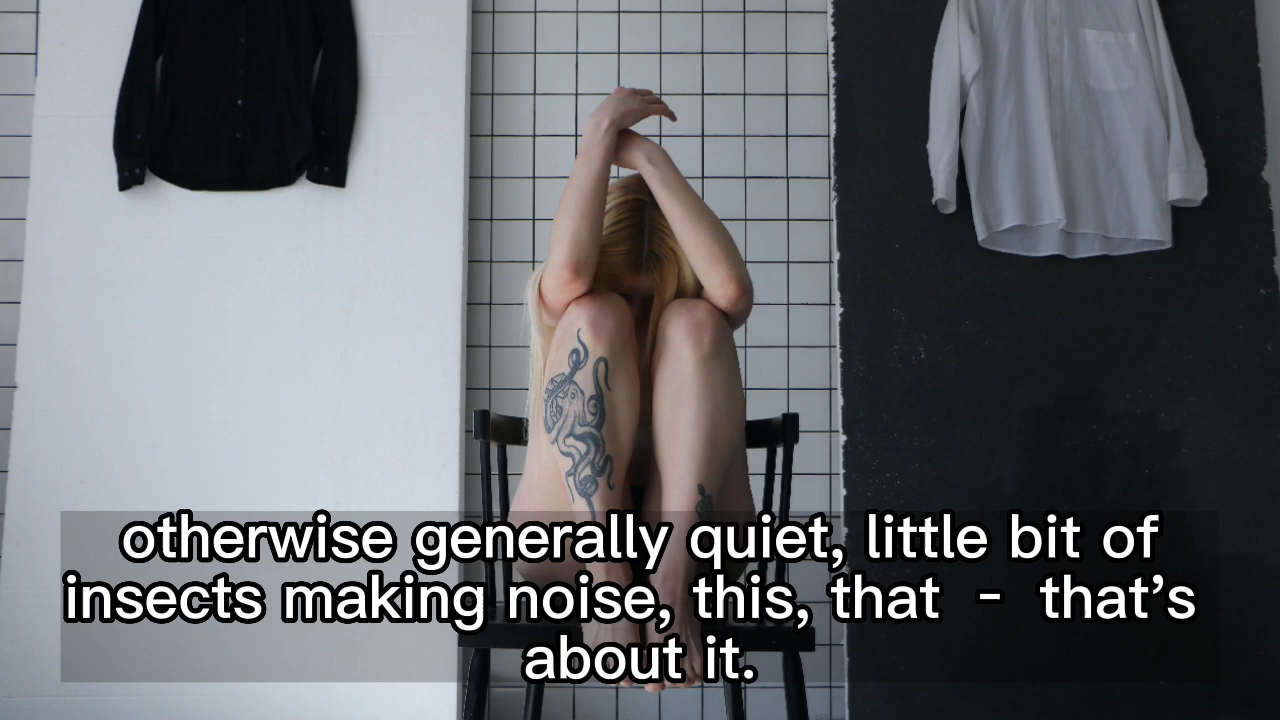 otherwise generally quiet, little bit of
insects making noise, this, that - that’s
about it.